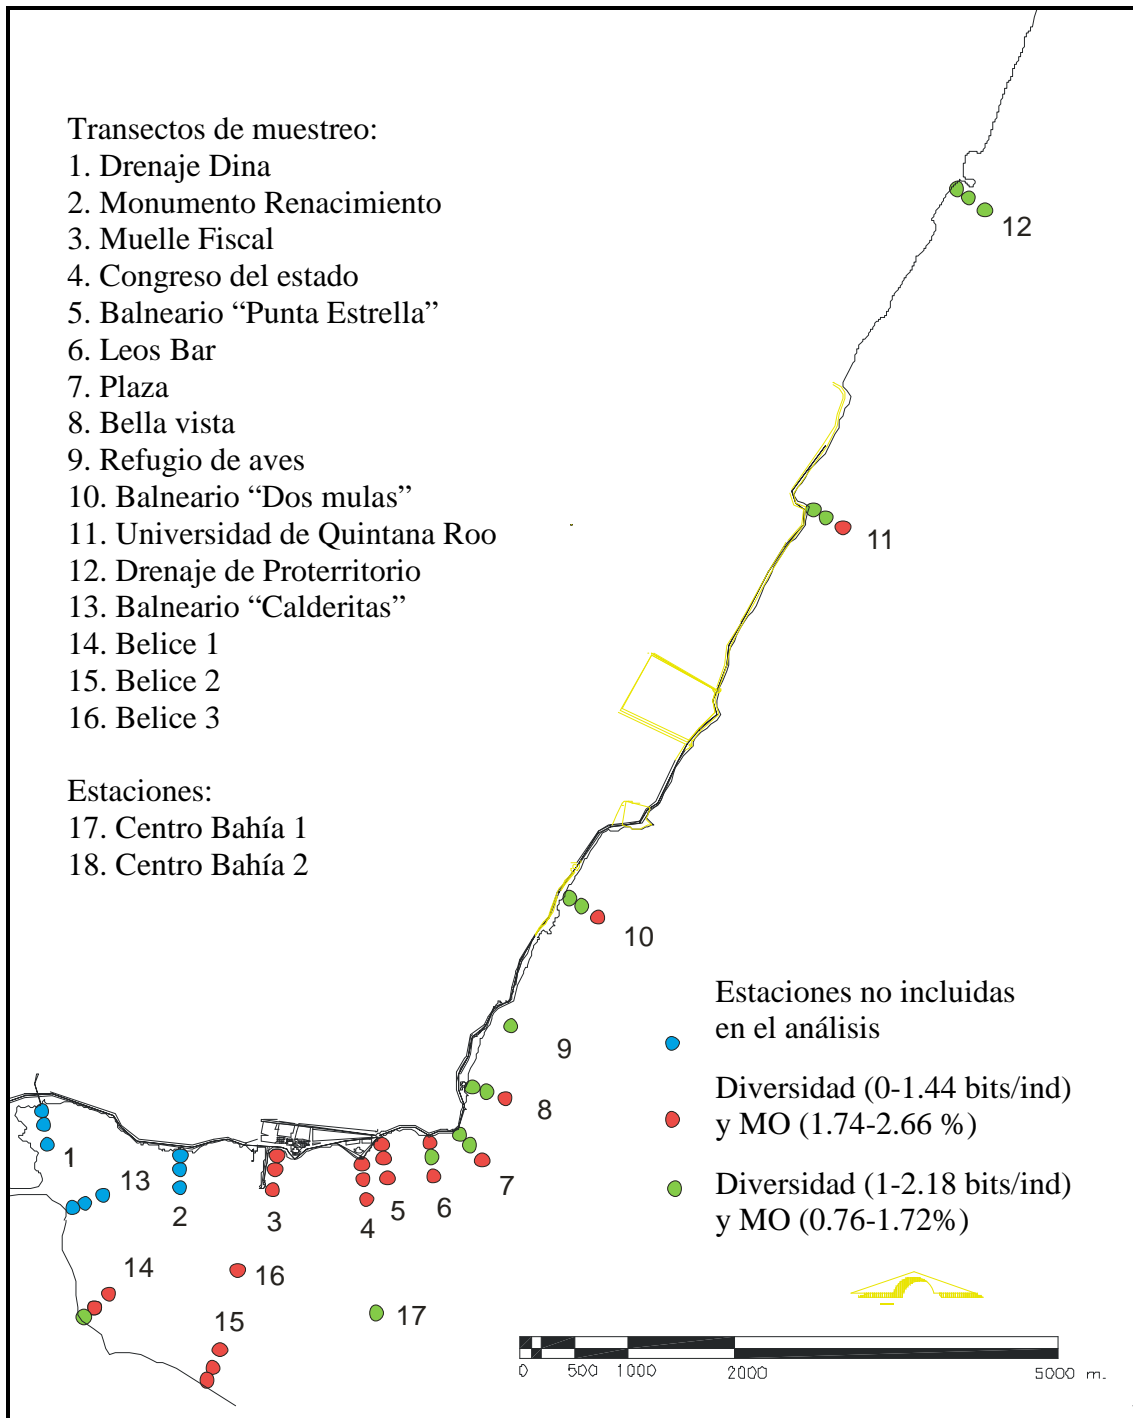 Transectos de muestreo:
1. Drenaje Dina
2. Monumento Renacimiento
3. Muelle Fiscal
4. Congreso del estado
5. Balneario “Punta Estrella”
6. Leos Bar
7. Plaza
8. Bella vista
9. Refugio de aves
10. Balneario “Dos mulas”
11. Universidad de Quintana Roo
12. Drenaje de Proterritorio
13. Balneario “Calderitas”
14. Belice 1
15. Belice 2
16. Belice 3
Estaciones:
17. Centro Bahía 1
18. Centro Bahía 2
12
11
10
9
8
7
6
5
4
3
2
1
13
14
15
16
17
Estaciones no incluidas
en el análisis
Diversidad (0-1.44 bits/ind)
y MO (1.74-2.66 %)
Diversidad (1-2.18 bits/ind)
y MO (0.76-1.72%)
0 500 1000 2000 5000 m.